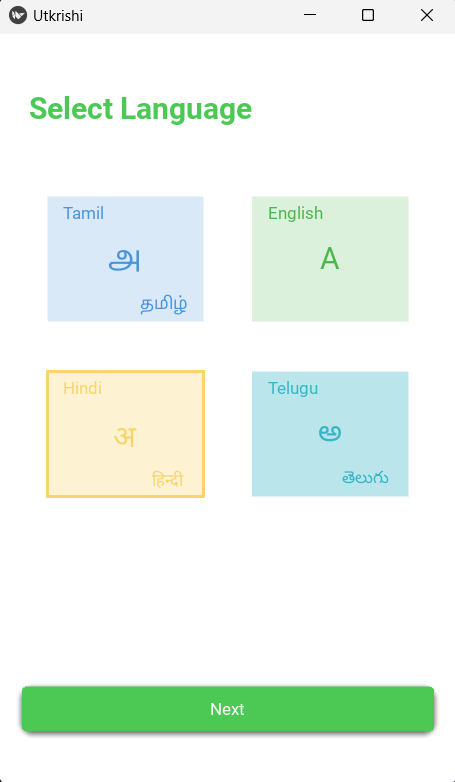 Utkrishi
Select Language
Tamil
அ
தமிழ்
English
A
Hindi
अ
हिन्दी
Telugu
అ
తెలుగు
Next